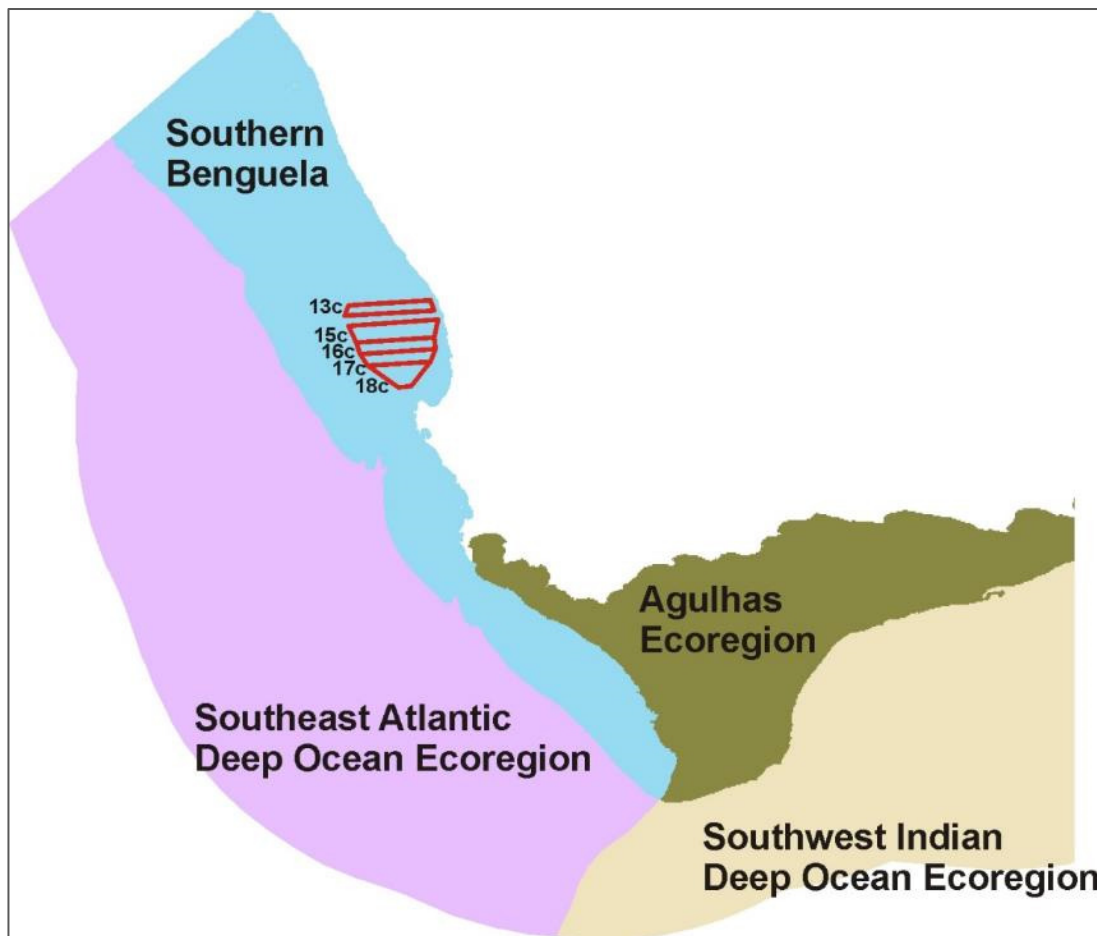 Southern
Benguela
13c
15c
16c
17c
18c
Agulhas
Ecoregion
Southeast Atlantic
Deep Ocean Ecoregion
Southwest Indian
Deep Ocean Ecoregion